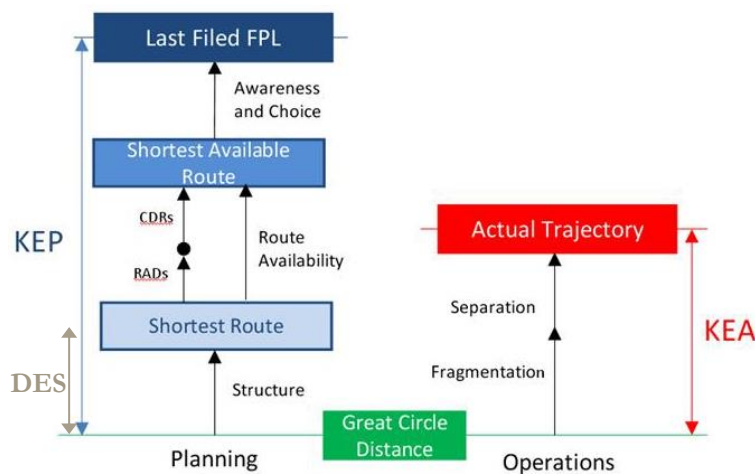 Last Filed FPL
Awareness
and Choice
Shortest Available
Route
CDRs
KEP
Route
Availability
Actual Trajectory
RADs
Separation
Shortest Route
KEA
DES
Fragmentation
Structure
Great Circle
Distance
Planning
Operations